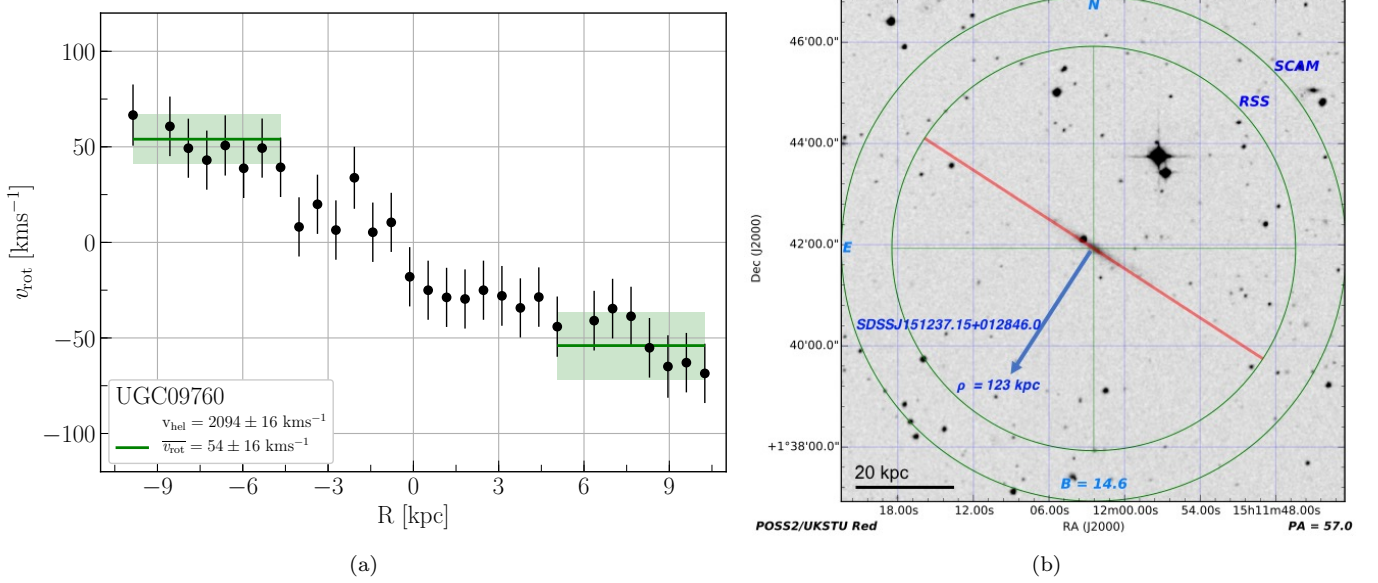 100
50
0
−50
−100
v_rot [kms⁻¹]
UGC09760
v_hel = 2094 ± 16 kms⁻¹
v̅_rot = 54 ± 16 kms⁻¹
−9 −6 −3 0 3 6 9
R [kpc]
(a)
N
46'00.0"
SCAM
RSS
44'00.0"
Dec (J2000)
42'00.0"
E
SDSSJ151237.15+012846.0
40'00.0"
ρ = 123 kpc
+1°38'00.0"
20 kpc
B = 14.6
18.00s 12.00s 06.00s 12m00.00s 54.00s 15h11m48.00s
POSS2/UKSTU Red
RA (J2000)
PA = 57.0
(b)